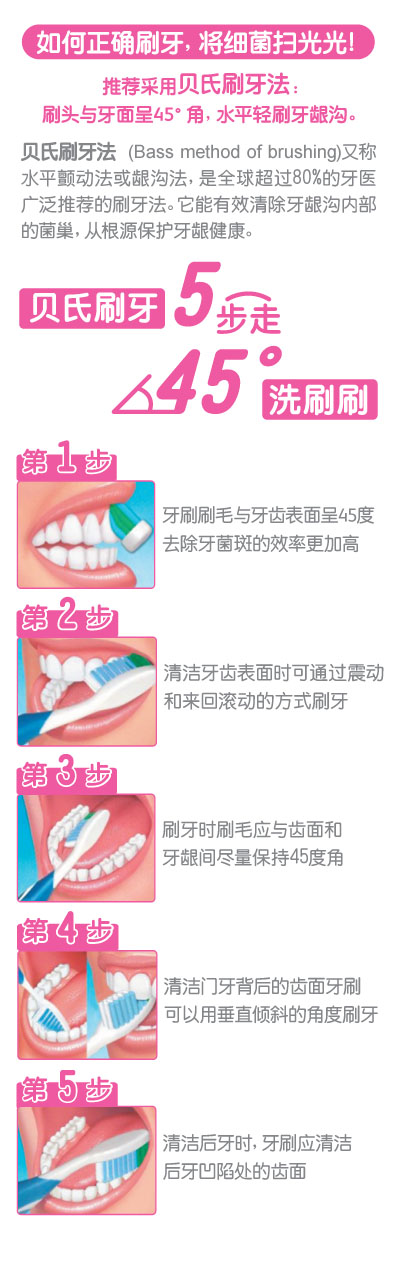 如何正确刷牙，将细菌扫光光！
推荐采用贝氏刷牙法：
刷头与牙面呈45°角，水平轻刷牙龈沟。
贝氏刷牙法 (Bass method of brushing)又称
水平颤动法或龈沟法，是全球超过80%的牙医
广泛推荐的刷牙法。它能有效清除牙龈沟内部
的菌巢，从根源保护牙龈健康。
贝氏刷牙5步走
45°洗刷刷
第1步
牙刷刷毛与牙齿表面呈45度
去除牙菌斑的效率更加高
第2步
清洁牙齿表面时可通过震动
和来回滚动的方式刷牙
第3步
刷牙时刷毛应与齿面和
牙龈间尽量保持45度角
第4步
清洁门牙背后的齿面牙刷
可以用垂直倾斜的角度刷牙
第5步
清洁后牙时，牙刷应清洁
后牙凹陷处的齿面